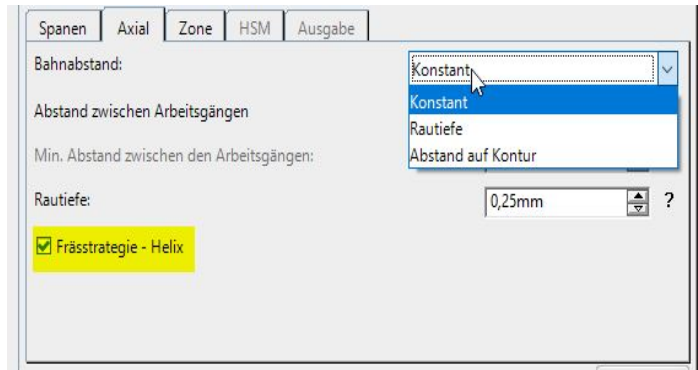 Spanen Axial Zone HSM Ausgabe
Bahnabstand: Konstant
Konstant
Abstand zwischen Arbeitsgängen
Rautiefe
Min. Abstand zwischen den Arbeitsgängen: Abstand auf Kontur
Rautiefe: 0,25mm ?
Frässtrategie - Helix